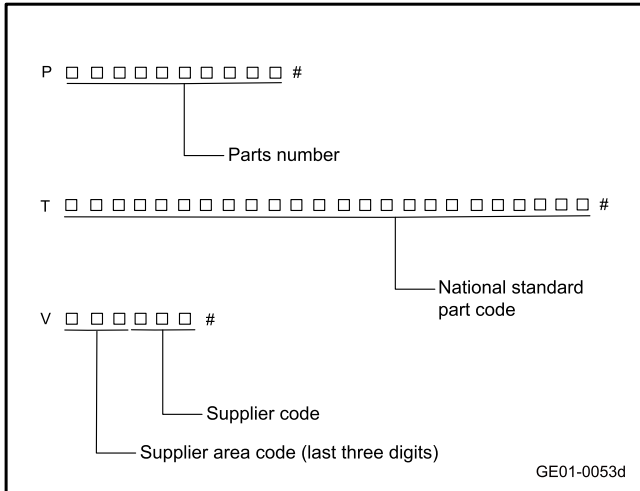 P □ □ □ □ □ □ □ □ □ □ #
Parts number
T □ □ □ □ □ □ □ □ □ □ □ □ □ □ □ □ □ □ □ □ □ □ □ □ #
National standard
part code
V □ □ □ □ □ □ #
Supplier code
Supplier area code (last three digits)
GE01-0053d